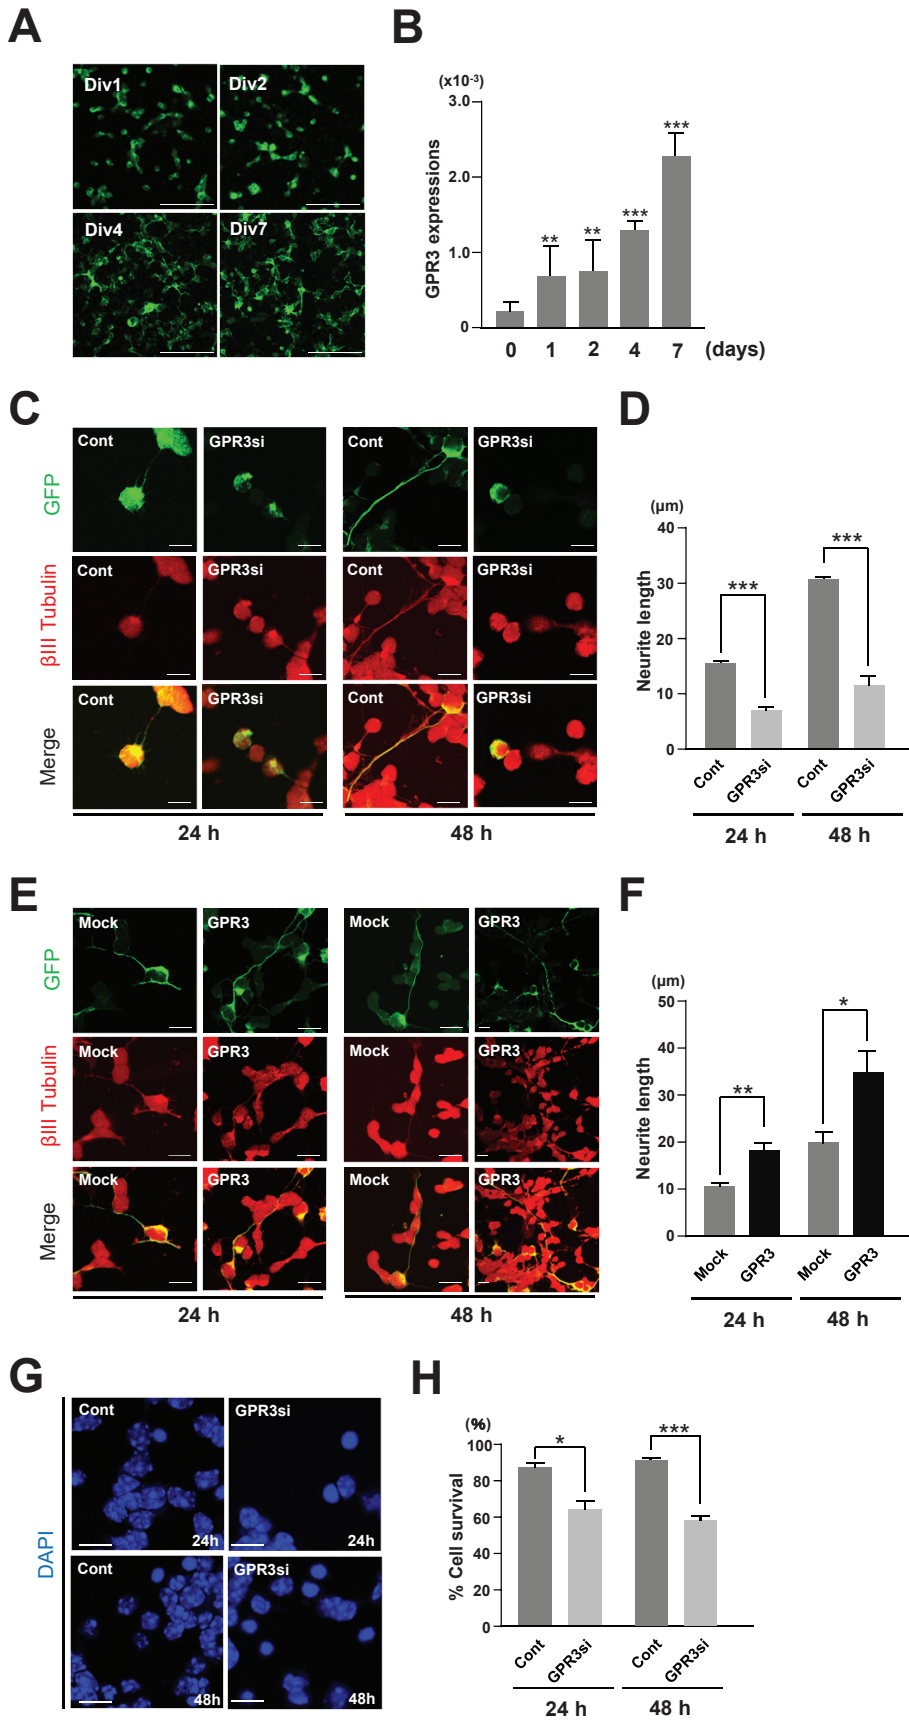 A
Div1
Div2
Div4
Div7
B
(x10-3)
3.0
2.0
1.0
0
GPR3 expressions
**
**
***
***
0 1 2 4 7 (days)
C
GFP
βIII Tubulin
Merge
Cont
GPR3si
Cont
GPR3si
Cont
GPR3si
Cont
GPR3si
Cont
GPR3si
Cont
GPR3si
24 h
48 h
D
(μm)
40
30
20
10
0
Neurite length
***
***
Cont
GPR3si
Cont
GPR3si
24 h
48 h
E
GFP
βIII Tubulin
Merge
Mock
GPR3
Mock
GPR3
Mock
GPR3
Mock
GPR3
Mock
GPR3
Mock
GPR3
24 h
48 h
F
(μm)
50
40
30
20
10
0
Neurite length
**
*
Mock
GPR3
Mock
GPR3
24 h
48 h
G
DAPI
Cont
24h
GPR3si
24h
Cont
48h
GPR3si
48h
H
(%)
100
80
60
40
20
0
% Cell survival
*
***
Cont
GPR3si
Cont
GPR3si
24 h
48 h